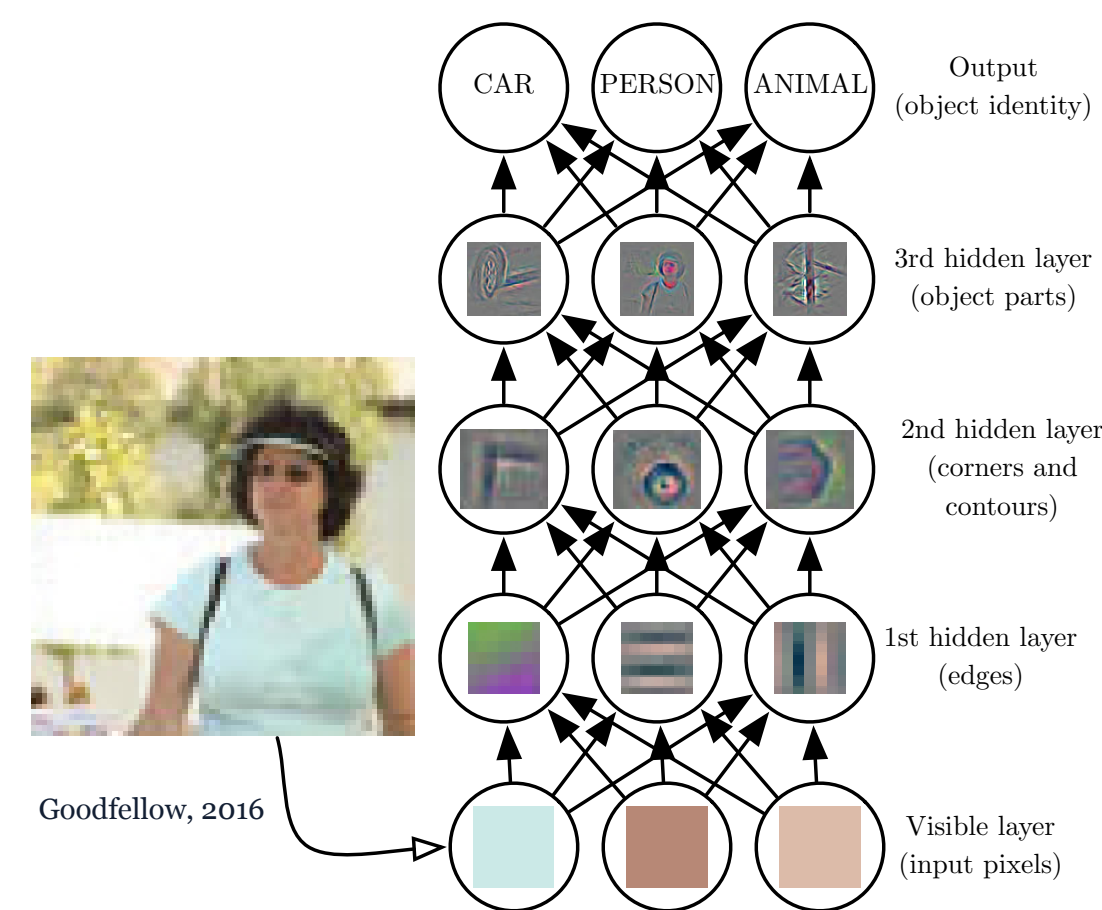 CAR PERSON ANIMAL
Output
(object identity)
3rd hidden layer
(object parts)
2nd hidden layer
(corners and
contours)
1st hidden layer
(edges)
Visible layer
(input pixels)
Goodfellow, 2016